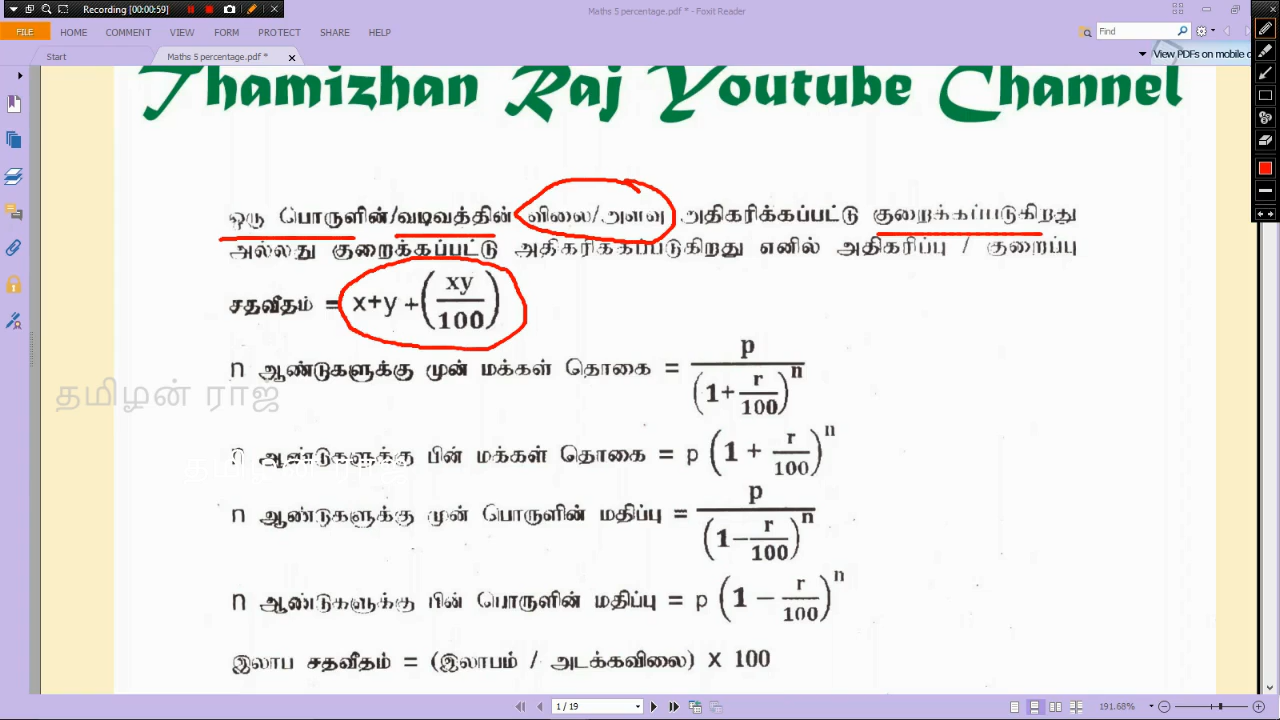 Recording [00:00:59]
Maths 5 percentage.pdf * - Foxit Reader
FILE HOME COMMENT VIEW FORM PROTECT SHARE HELP Find
Start Maths 5 percentage.pdf * View PDFs on mobile
Thamizhan Raj Youtube Channel
ஒரு பொருளின்/வடிவத்தின் விலை/அளவு அதிகரிக்கப்பட்டு குறைக்கப்படுகிறது
அல்லது குறைக்கப்பட்டு அதிகரிக்கப்படுகிறது எனில் அதிகரிப்பு / குறைப்பு
சதவீதம் = x+y +(xy/100)
n ஆண்டுகளுக்கு முன் மக்கள் தொகை = p/(1+r/100)^n
தமிழன் ராஜ்
n ஆண்டுகளுக்கு பின் மக்கள் தொகை = p (1 + r/100)^n
n ஆண்டுகளுக்கு முன் பொருளின் மதிப்பு = p/(1-r/100)^n
n ஆண்டுகளுக்கு பின் பொருளின் மதிப்பு = p (1 - r/100)^n
இலாப சதவீதம் = (இலாபம் / அடக்கவிலை) x 100
1 / 19 191.68%